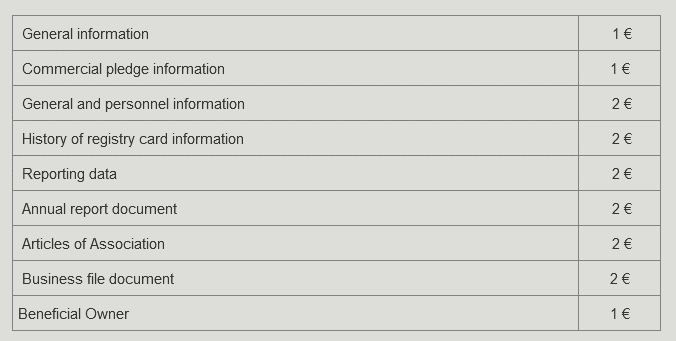 General information 1 €
Commercial pledge information 1 €
General and personnel information 2 €
History of registry card information 2 €
Reporting data 2 €
Annual report document 2 €
Articles of Association 2 €
Business file document 2 €
Beneficial Owner 1 €